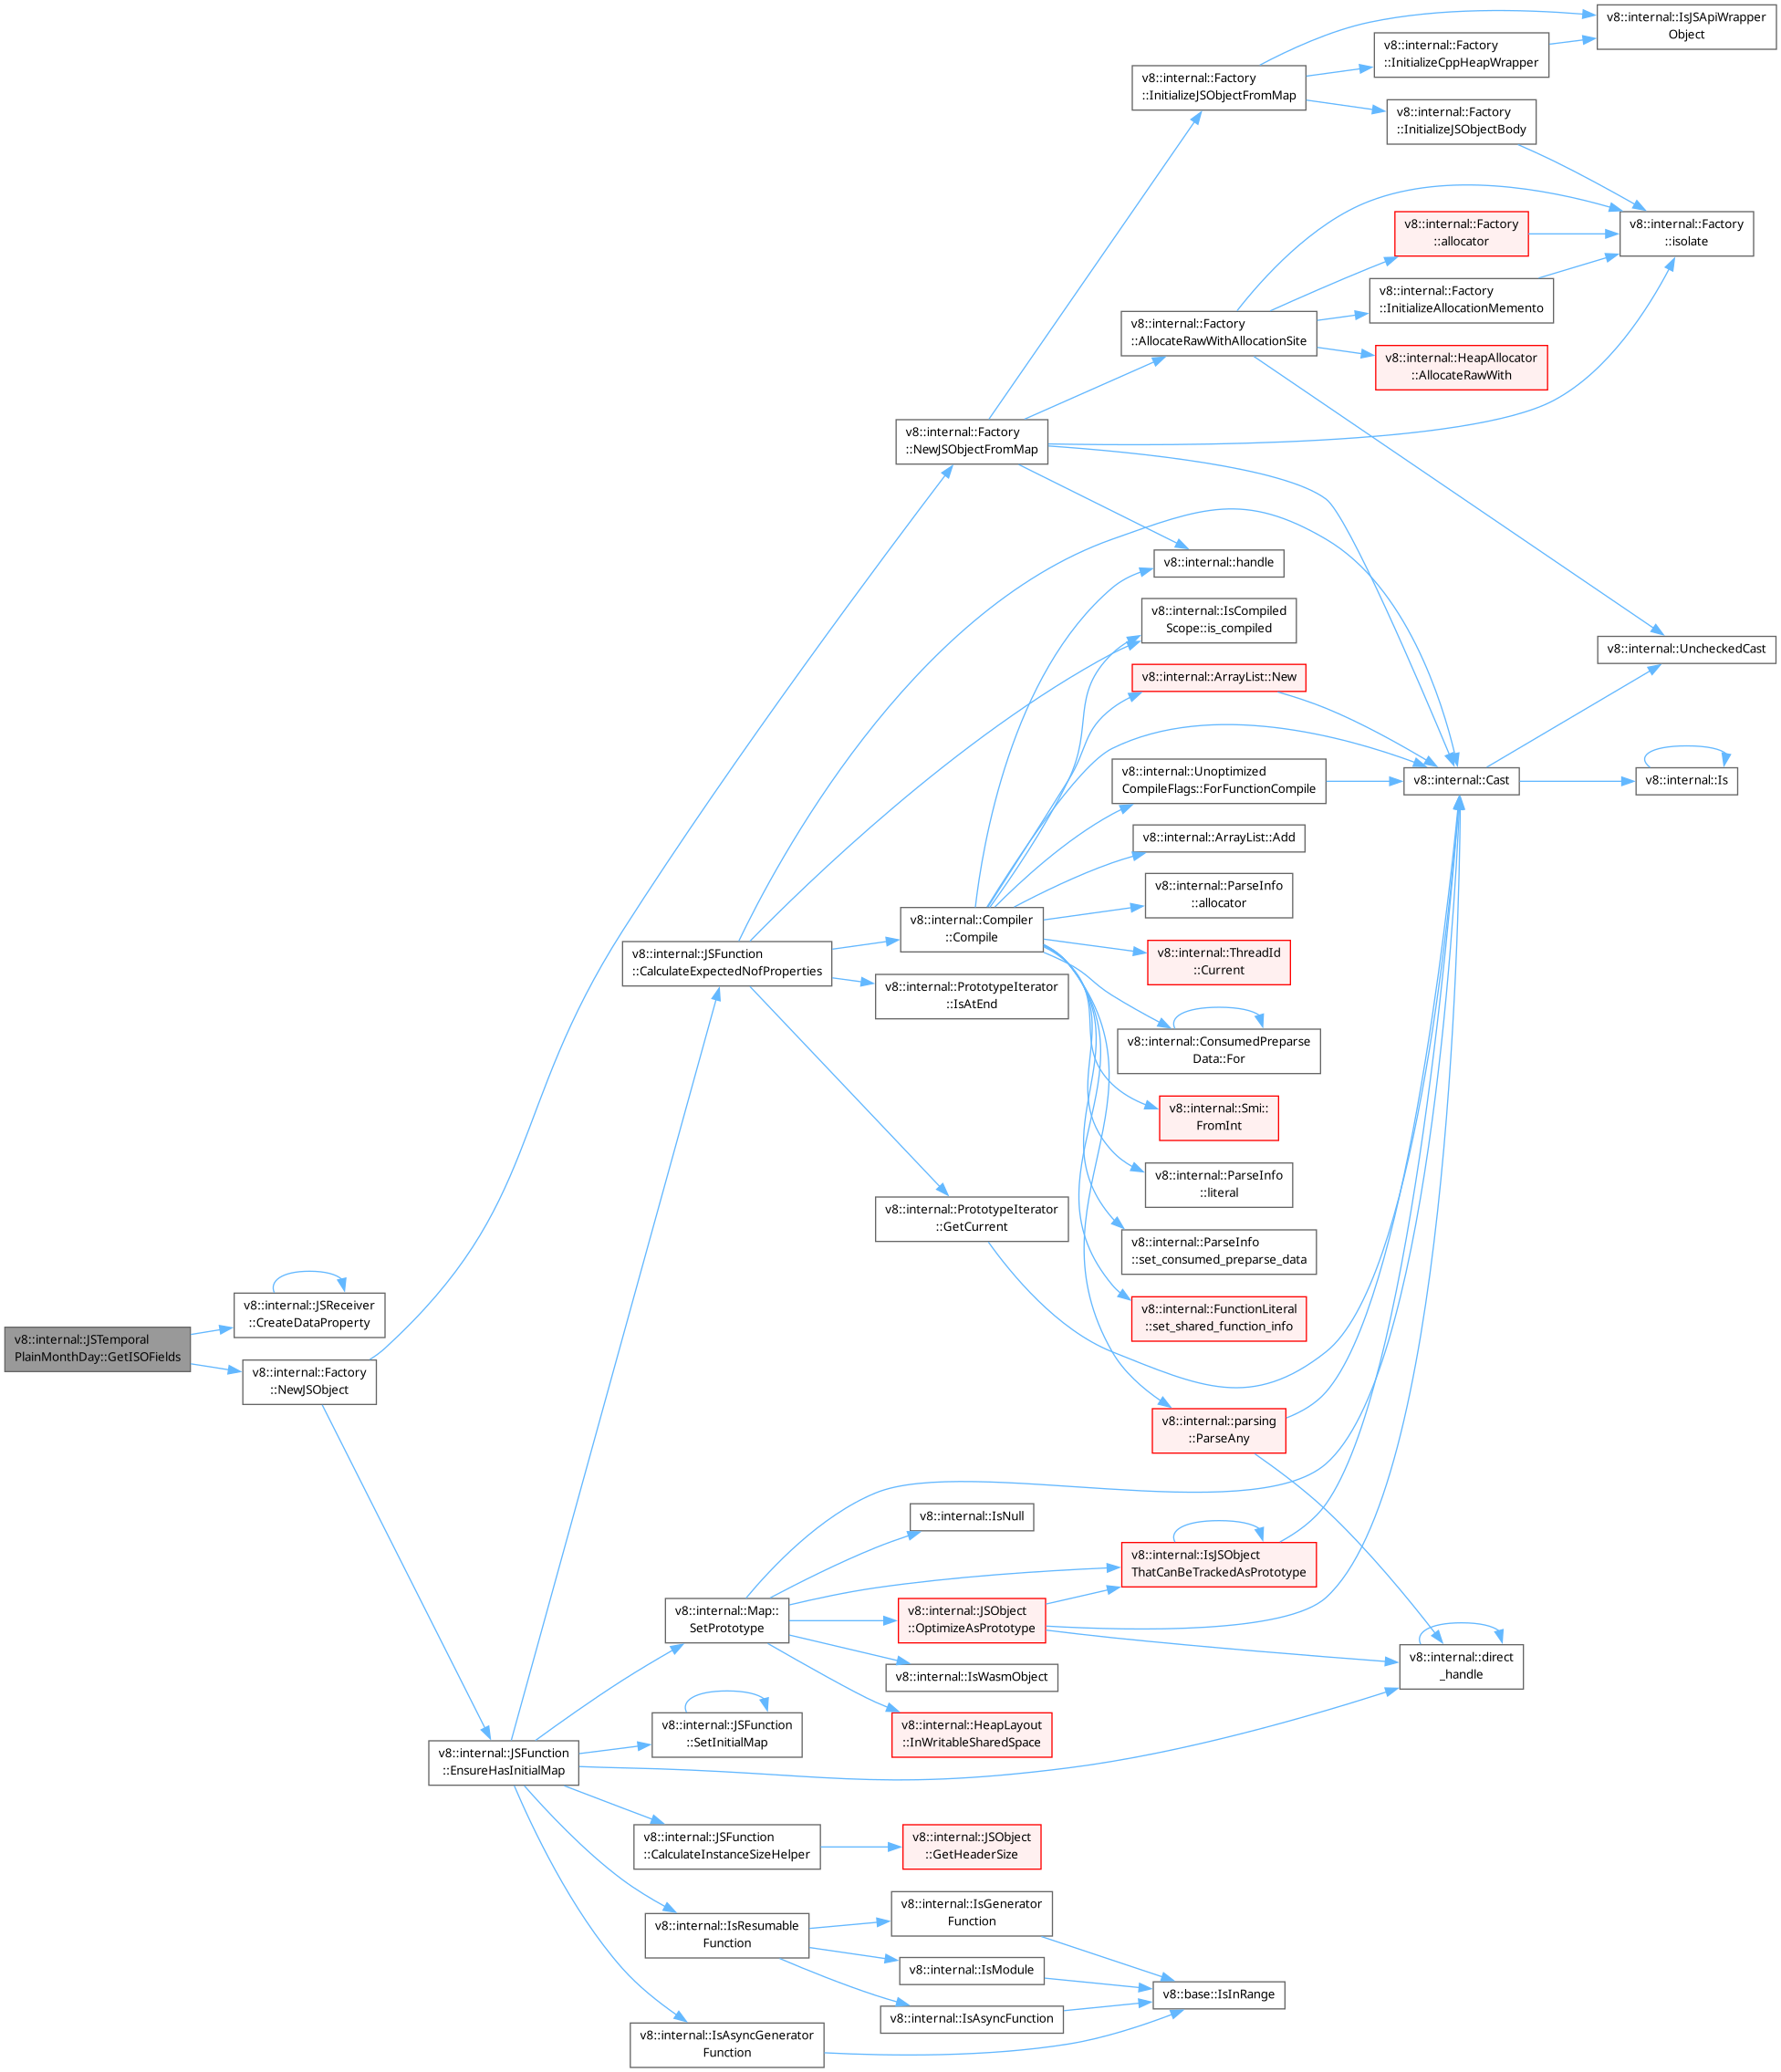 v8::internal::IsJSApiWrapper
Object
v8::internal::Factory
::InitializeCppHeapWrapper
v8::internal::Factory
::InitializeJSObjectFromMap
v8::internal::Factory
::InitializeJSObjectBody
v8::internal::Factory
::allocator
v8::internal::Factory
::isolate
v8::internal::Factory
::InitializeAllocationMemento
v8::internal::Factory
::AllocateRawWithAllocationSite
v8::internal::HeapAllocator
::AllocateRawWith
v8::internal::Factory
::NewJSObjectFromMap
v8::internal::handle
v8::internal::IsCompiled
Scope::is_compiled
v8::internal::UncheckedCast
v8::internal::ArrayList::New
v8::internal::Unoptimized
CompileFlags::ForFunctionCompile
v8::internal::Cast
v8::internal::Is
v8::internal::ArrayList::Add
v8::internal::ParseInfo
::allocator
v8::internal::Compiler
::Compile
v8::internal::JSFunction
::CalculateExpectedNofProperties
v8::internal::ThreadId
::Current
v8::internal::PrototypeIterator
::IsAtEnd
v8::internal::ConsumedPreparse
Data::For
v8::internal::Smi::
FromInt
v8::internal::ParseInfo
::literal
v8::internal::PrototypeIterator
::GetCurrent
v8::internal::ParseInfo
::set_consumed_preparse_data
v8::internal::JSReceiver
::CreateDataProperty
v8::internal::FunctionLiteral
::set_shared_function_info
v8::internal::JSTemporal
PlainMonthDay::GetISOFields
v8::internal::Factory
::NewJSObject
v8::internal::parsing
::ParseAny
v8::internal::IsNull
v8::internal::IsJSObject
ThatCanBeTrackedAsPrototype
v8::internal::Map::
SetPrototype
v8::internal::JSObject
::OptimizeAsPrototype
v8::internal::direct
_handle
v8::internal::IsWasmObject
v8::internal::JSFunction
::SetInitialMap
v8::internal::HeapLayout
::InWritableSharedSpace
v8::internal::JSFunction
::EnsureHasInitialMap
v8::internal::JSFunction
::CalculateInstanceSizeHelper
v8::internal::JSObject
::GetHeaderSize
v8::internal::IsGenerator
Function
v8::internal::IsResumable
Function
v8::internal::IsModule
v8::base::IsInRange
v8::internal::IsAsyncFunction
v8::internal::IsAsyncGenerator
Function